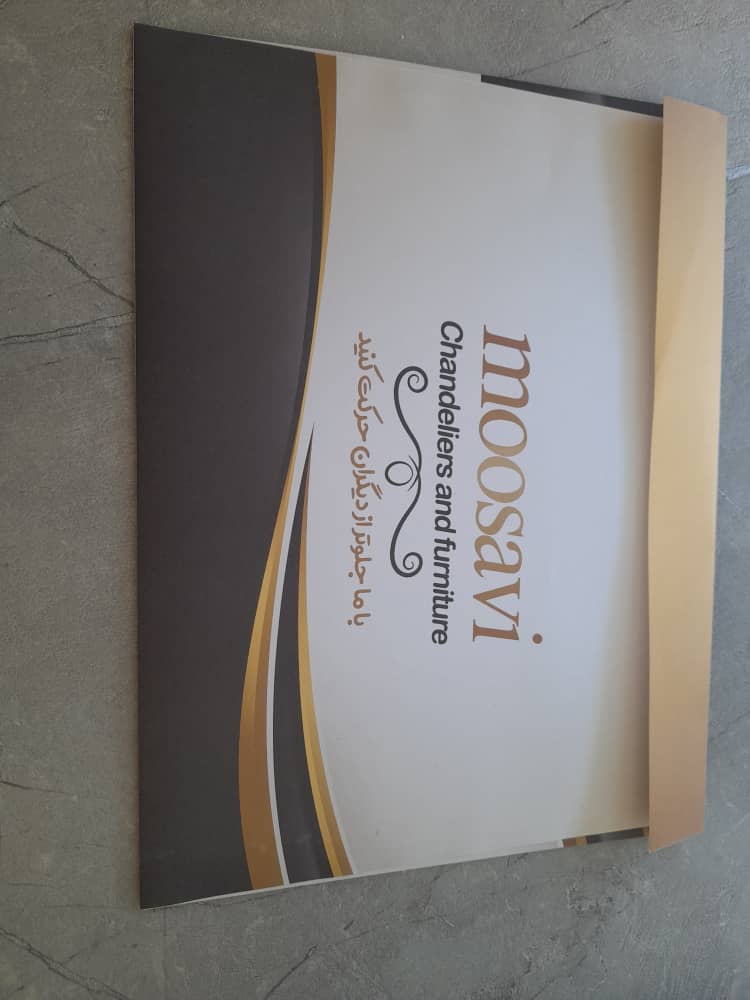 moosavi
Chandeliers and furniture
با ما جلوتر از دیگران حرکت کنید